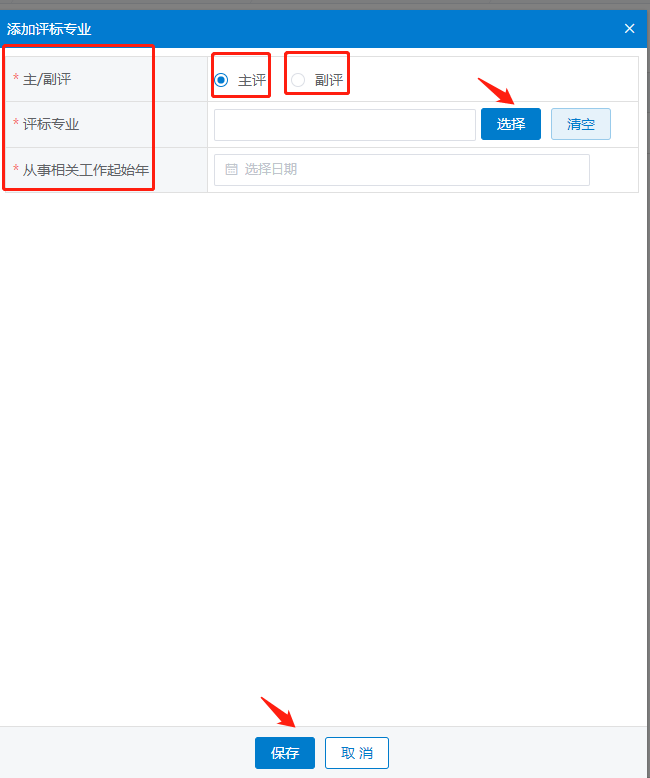 添加评标专业
* 主/副评 主评 副评
* 评标专业 选择 清空
* 从事相关工作起始年 选择日期
保存 取 消